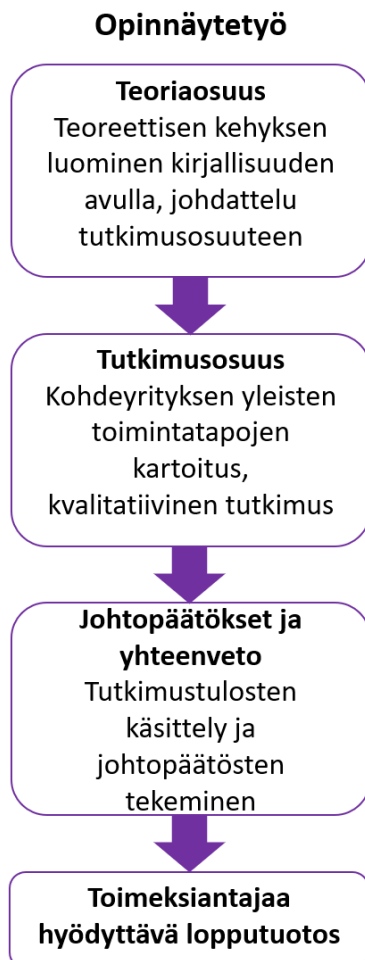 Opinnäytetyö
Teoriaosuus
Teoreettisen kehyksen
luominen kirjallisuuden
avulla, johdattelu
tutkimusosuuteen
Tutkimusosuus
Kohdeyrityksen yleisten
toimintatapojen
kartoitus,
kvalitatiivinen tutkimus
Johtopäätökset ja
yhteenveto
Tutkimustulosten
käsittely ja
johtopäätösten
tekeminen
Toimeksiantajaa
hyödyttävä lopputuotos